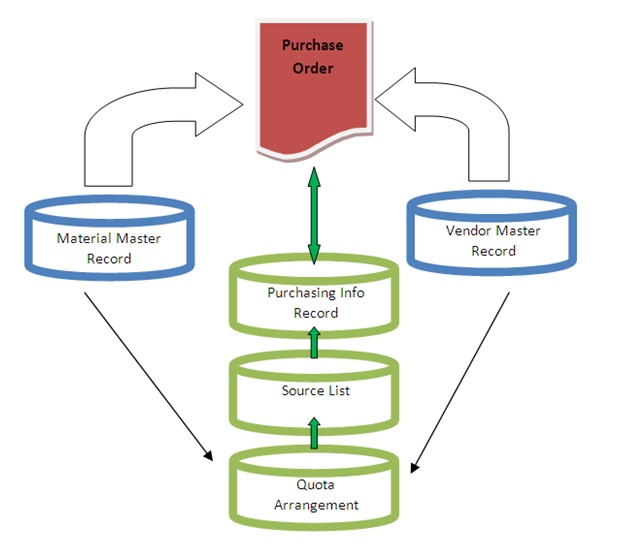 Purchase
Order
Material Master
Record
Vendor Master
Record
Purchasing Info
Record
Source List
Quota
Arrangement